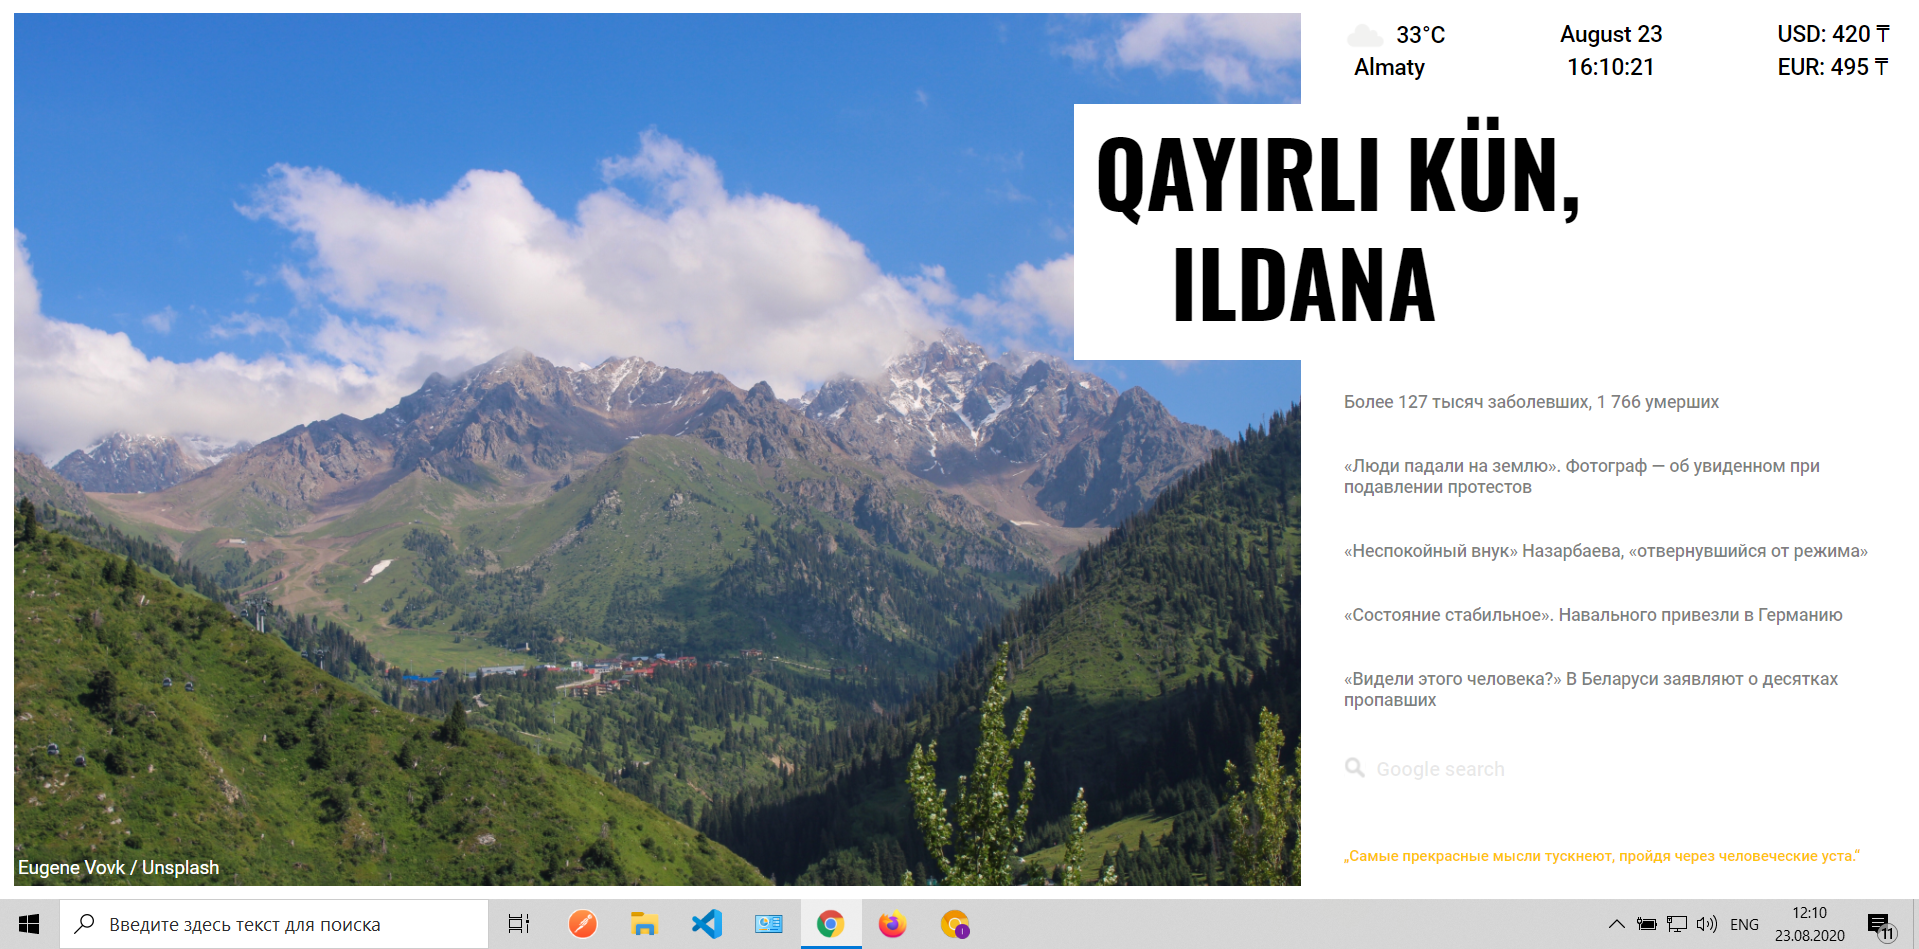 33°C
Almaty
August 23
16:10:21
USD: 420 ₸
EUR: 495 ₸
QAYIRLI KÜN,
ILDANA
Более 127 тысяч заболевших, 1 766 умерших
«Люди падали на землю». Фотограф — об увиденном при
подавлении протестов
«Неспокойный внук» Назарбаева, «отвернувшийся от режима»
«Состояние стабильное». Навального привезли в Германию
«Видели этого человека?» В Беларуси заявляют о десятках
пропавших
Google search
„Самые прекрасные мысли тускнеют, пройдя через человеческие уста.“
Eugene Vovk / Unsplash
Введите здесь текст для поиска
ENG
12:10
23.08.2020
11